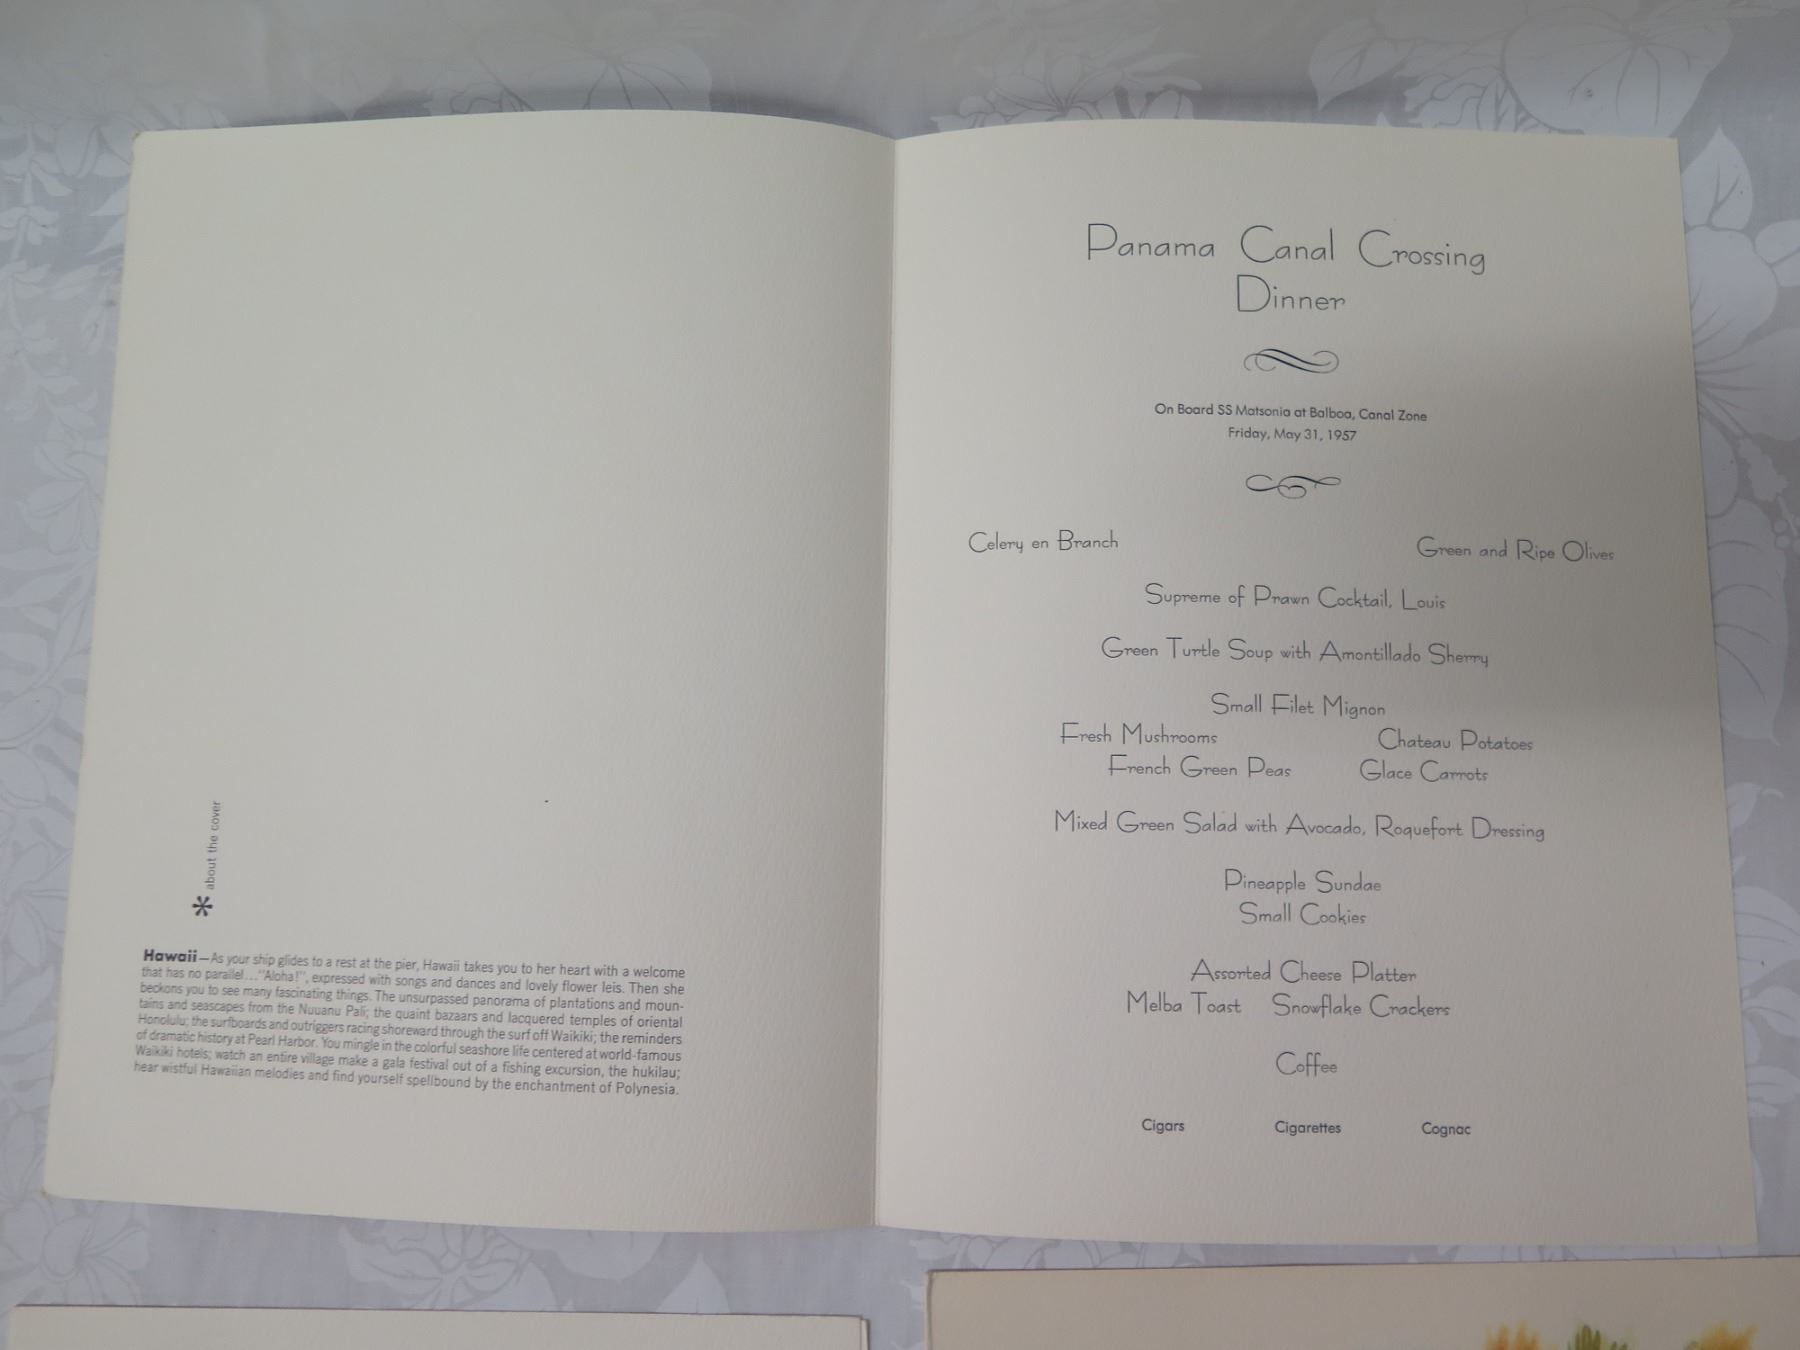 about the cover
*
Hawaii—As your ship glides to a rest at the pier, Hawaii takes you to her heart with a welcome
that has no parallel..."Aloha!", expressed with songs and dances and lovely flower leis. Then she
beckons you to see many fascinating things. The unsurpassed panorama of plantations and moun-
tains and seascapes from the Nuuanu Pali; the quaint bazaars and lacquered temples of oriental
Honolulu; the surfboards and outriggers racing shoreward through the surf off Waikiki; the reminders
of dramatic history at Pearl Harbor. You mingle in the colorful seashore life centered at world-famous
Waikiki hotels; watch an entire village make a gala festival out of a fishing excursion, the hukilau;
hear wistful Hawaiian melodies and find yourself spellbound by the enchantment of Polynesia.
Panama Canal Crossing
Dinner
On Board SS Matsonia at Balboa, Canal Zone
Friday, May 31, 1957
Celery en Branch Green and Ripe Olives
Supreme of Prawn Cocktail, Louis
Green Turtle Soup with Amontillado Sherry
Small Filet Mignon
Fresh Mushrooms Chateau Potatoes
French Green Peas Glace Carrots
Mixed Green Salad with Avocado, Roquefort Dressing
Pineapple Sundae
Small Cookies
Assorted Cheese Platter
Melba Toast Snowflake Crackers
Coffee
Cigars Cigarettes Cognac